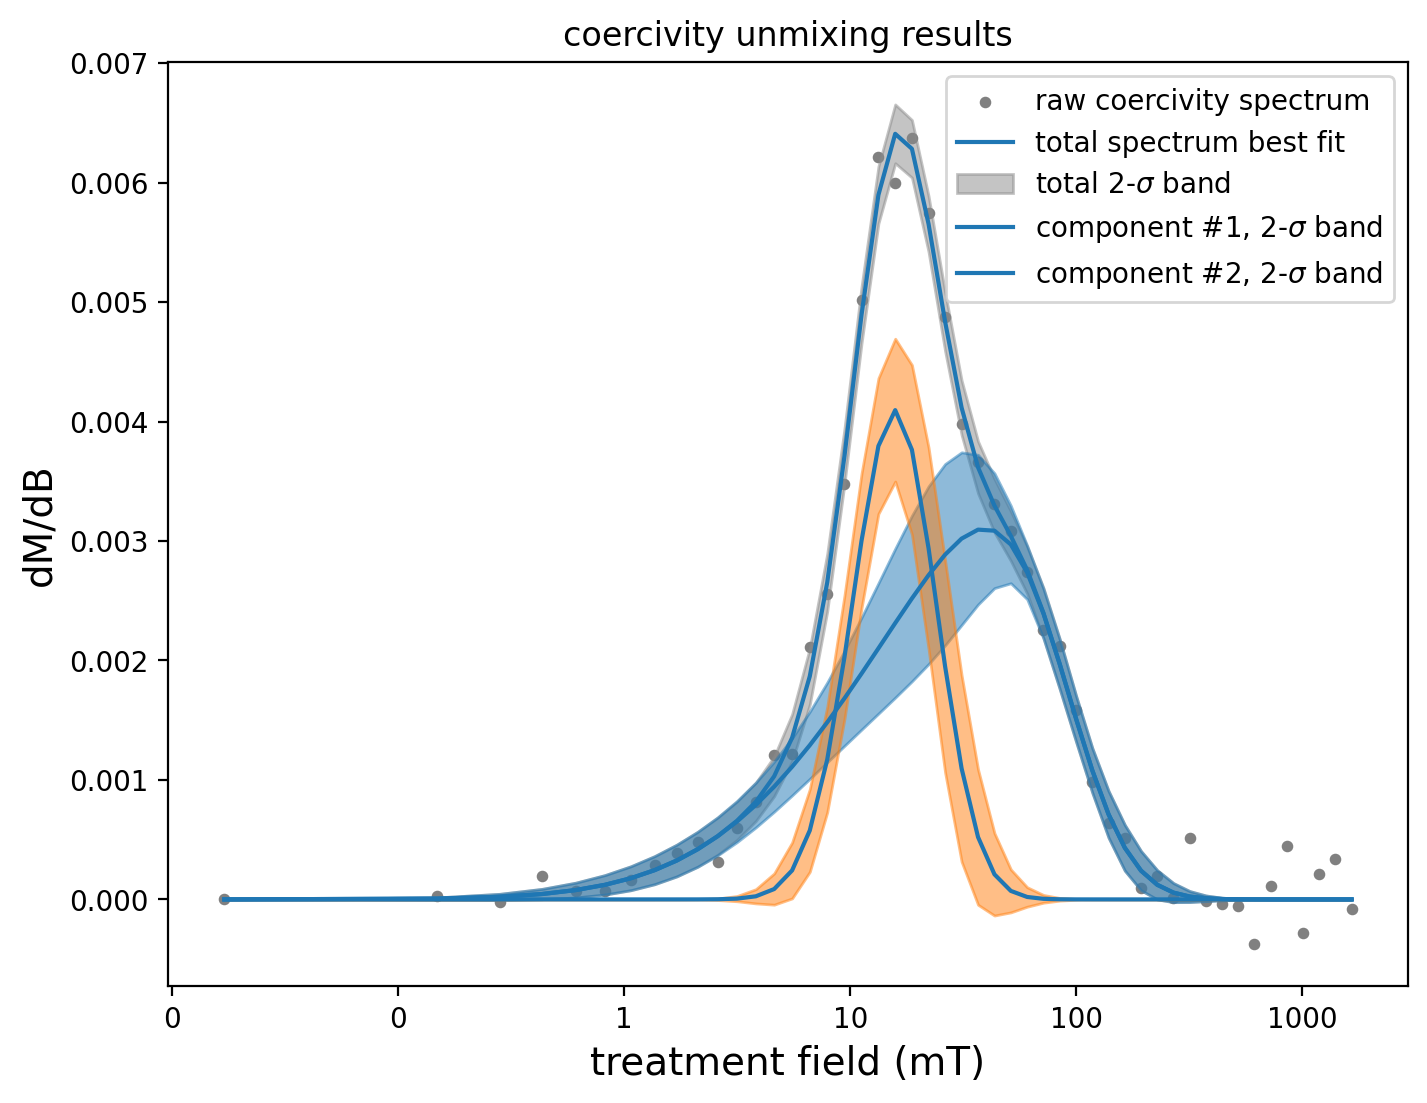 coercivity unmixing results
0.007
0.006
0.005
0.004
0.003
0.002
0.001
0.000
dM/dB
raw coercivity spectrum
total spectrum best fit
total 2-σ band
component #1, 2-σ band
component #2, 2-σ band
0 0 1 10 100 1000
treatment field (mT)